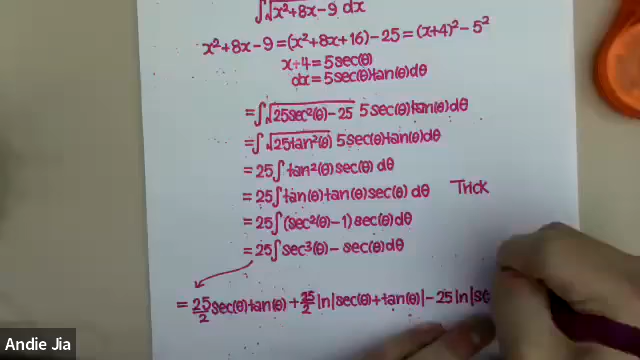 ∫√x²+8x-9 dx
x²+8x-9=(x²+8x+16)-25=(x+4)²-5²
x+4=5sec(θ)
dx=5sec(θ)tan(θ)dθ
=∫√25sec²(θ)-25 5sec(θ)tan(θ)dθ
=∫√25tan²(θ) 5sec(θ)tan(θ)dθ
=25∫tan²(θ)sec(θ)dθ
=25∫tan(θ)tan(θ)sec(θ)dθ Trick
=25∫(sec²(θ)-1)sec(θ)dθ
=25∫sec³(θ)-sec(θ)dθ
=25/2 sec(θ)tan(θ)+25/2 ln|sec(θ)+tan(θ)|-25ln|se
Andie Jia